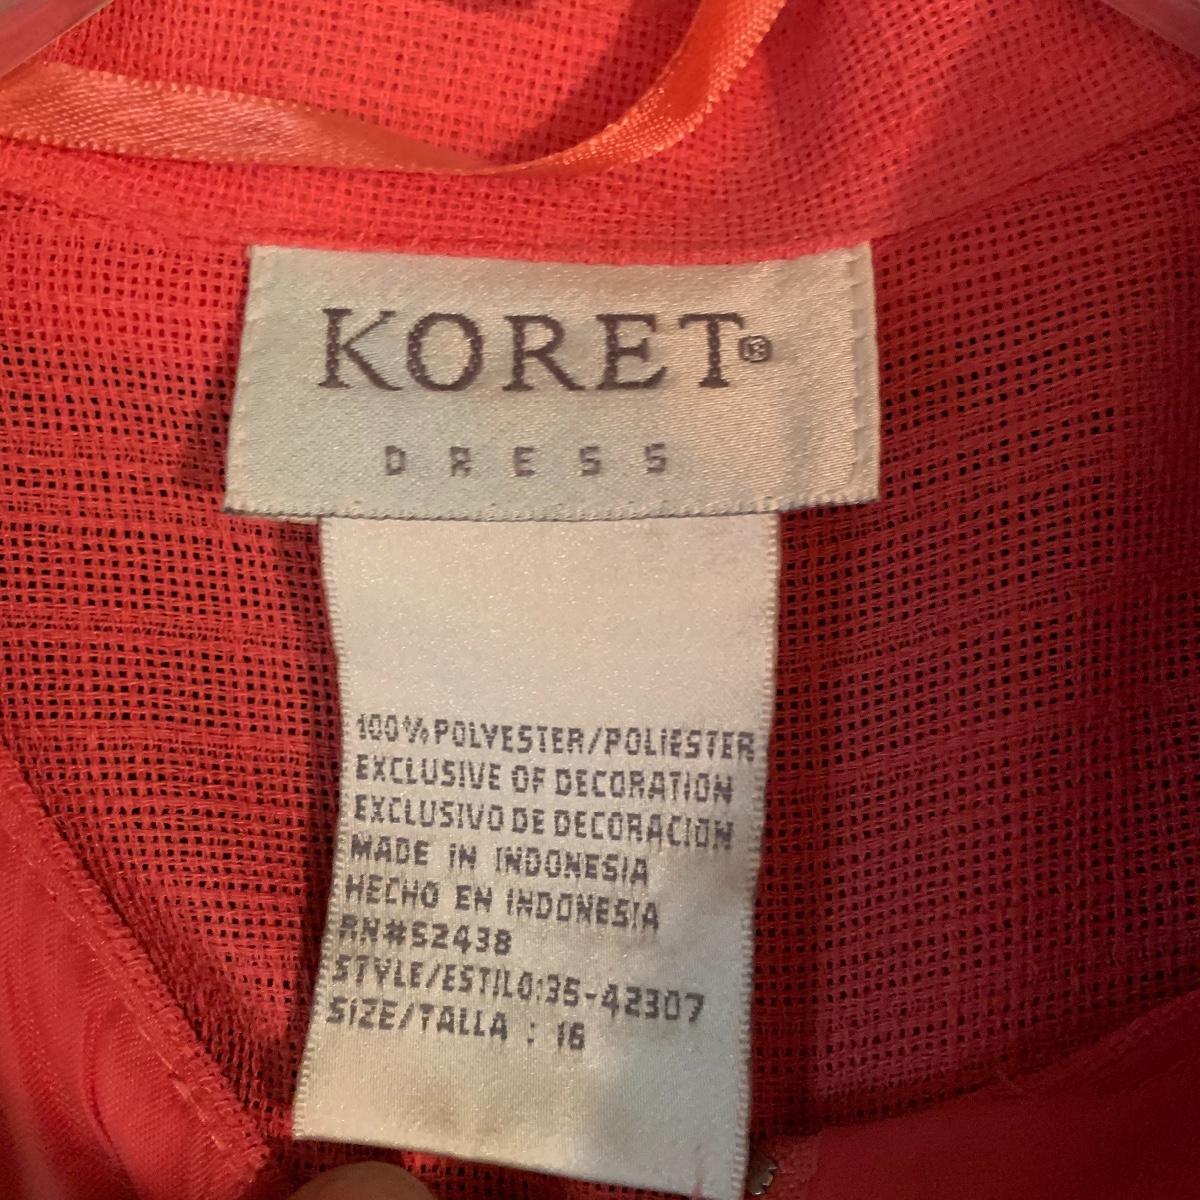 KORET®
DRESS
100% POLYESTER/POLIESTER
EXCLUSIVE OF DECORATION
EXCLUSIVO DE DECORACION
MADE IN INDONESIA
HECHO EN INDONESIA
RN#52438
STYLE/ESTILO:35-42307
SIZE/TALLA : 16